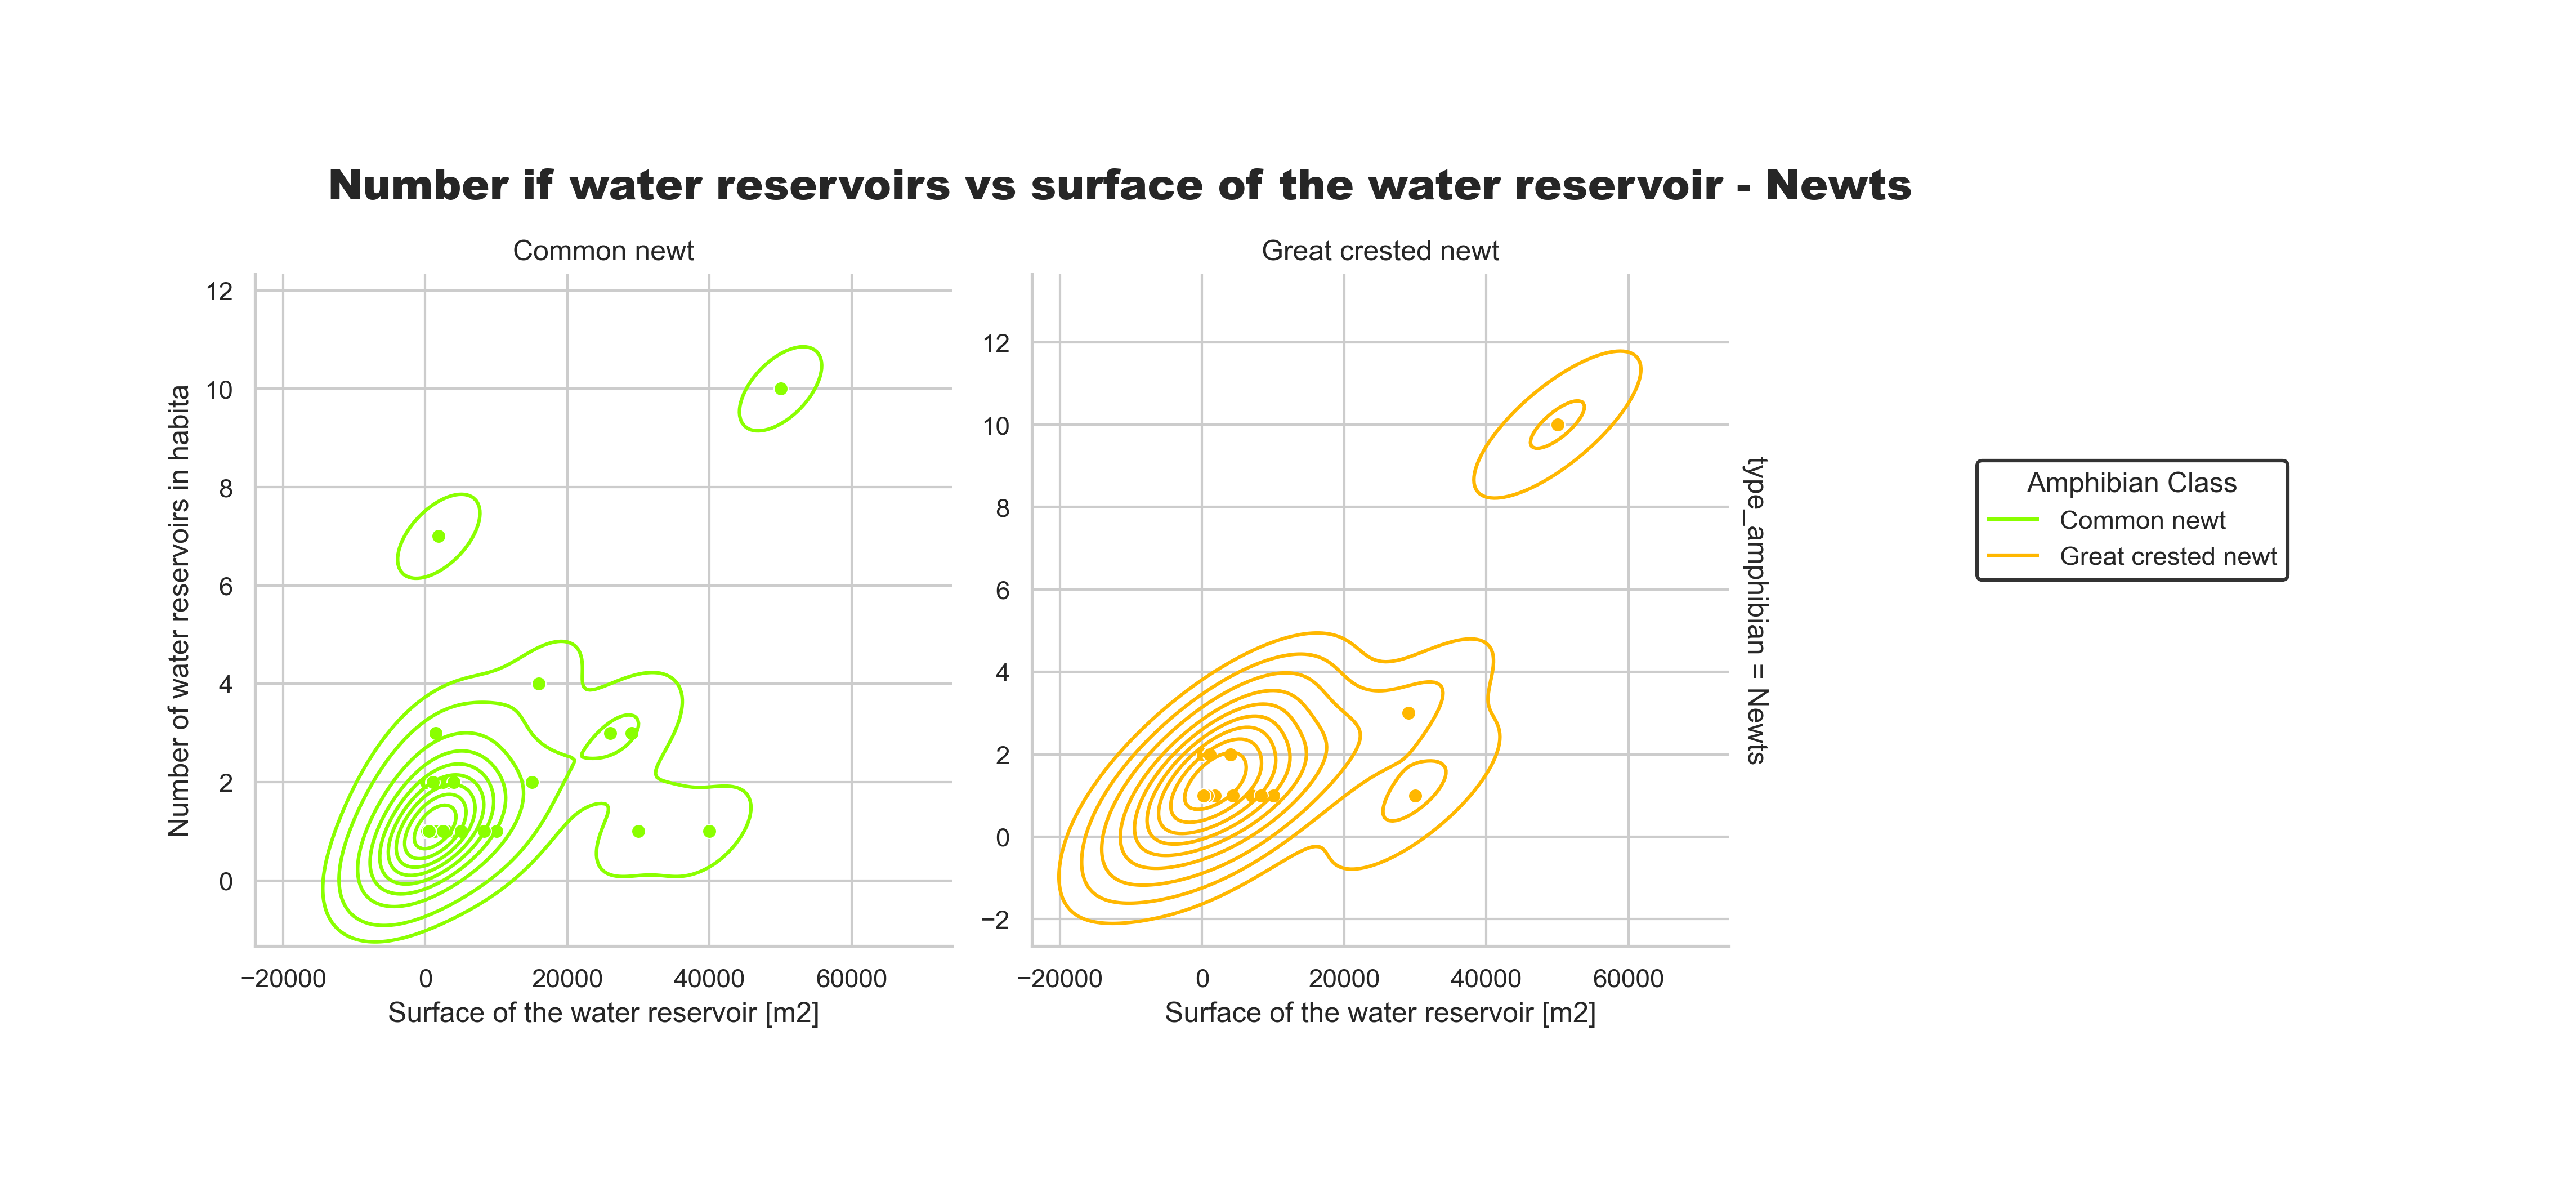 Number if water reservoirs vs surface of the water reservoir - Newts
Common newt
Great crested newt
12
10
8
6
4
2
0
Number of water reservoirs in habita
−20000
0
20000
40000
60000
Surface of the water reservoir [m2]
12
10
8
6
4
2
0
−2
−20000
0
20000
40000
60000
Surface of the water reservoir [m2]
type_amphibian = Newts
Amphibian Class
Common newt
Great crested newt